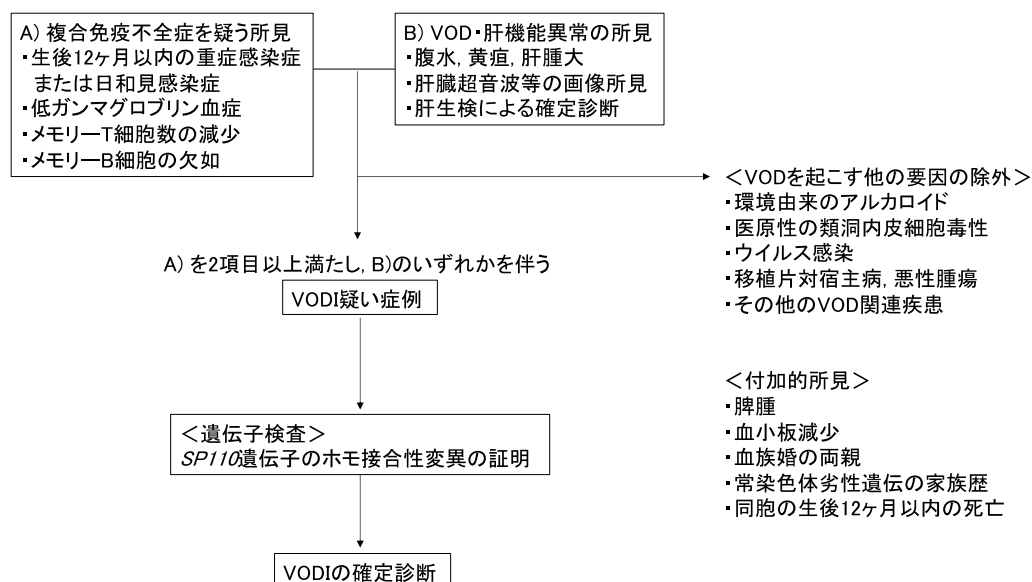 A) 複合免疫不全症を疑う所見
・生後12ヶ月以内の重症感染症
または日和見感染症
・低ガンマグロブリン血症
・メモリーT細胞数の減少
・メモリーB細胞の欠如
B) VOD・肝機能異常の所見
・腹水, 黄疸, 肝腫大
・肝臓超音波等の画像所見
・肝生検による確定診断
＜VODを起こす他の要因の除外＞
・環境由来のアルカロイド
・医原性の類洞内皮細胞毒性
・ウイルス感染
・移植片対宿主病, 悪性腫瘍
・その他のVOD関連疾患
A) を2項目以上満たし, B)のいずれかを伴う
VODI疑い症例
＜付加的所見＞
・脾腫
・血小板減少
・血族婚の両親
・常染色体劣性遺伝の家族歴
・同胞の生後12ヶ月以内の死亡
＜遺伝子検査＞
SP110遺伝子のホモ接合性変異の証明
VODIの確定診断